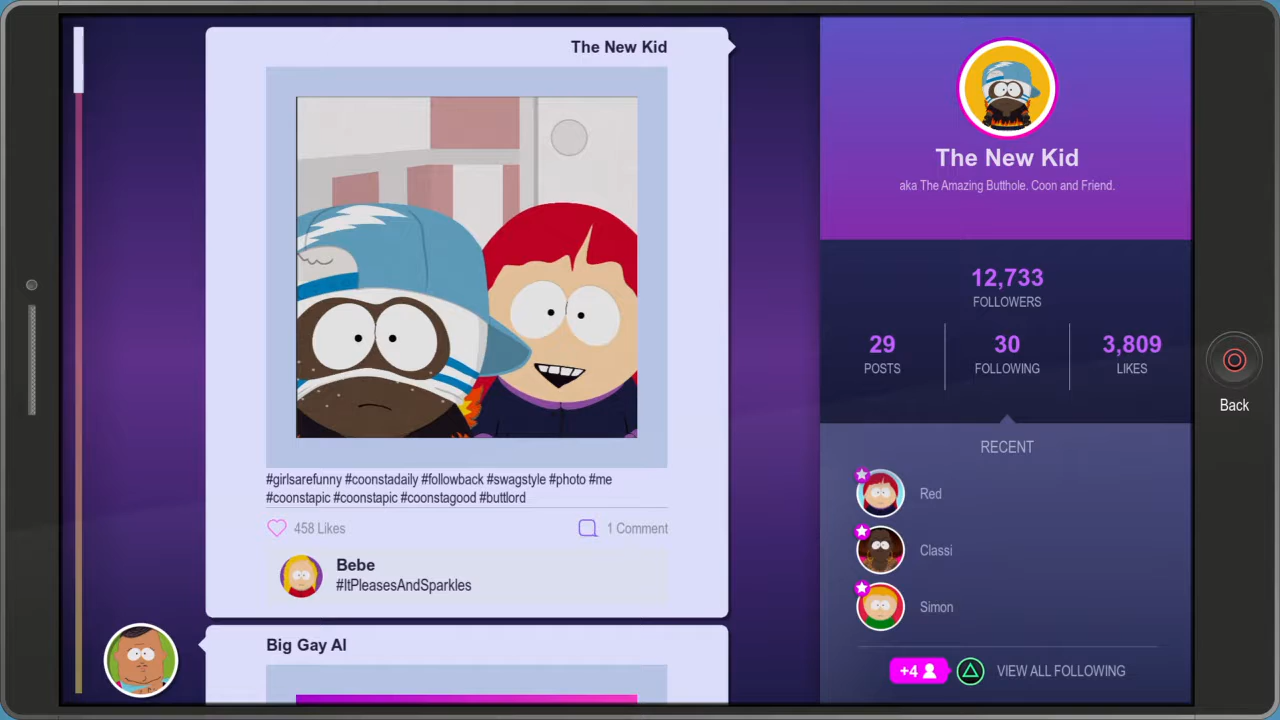 The New Kid
#girlsarefunny #coonstadaily #followback #swagstyle #photo #me
#coonstapic #coonstapic #coonstagood #buttlord
458 Likes
1 Comment
Bebe
#ItPleasesAndSparkles
Big Gay Al
The New Kid
aka The Amazing Butthole. Coon and Friend.
12,733
FOLLOWERS
29
POSTS
30
FOLLOWING
3,809
LIKES
RECENT
Red
Classi
Simon
+4
VIEW ALL FOLLOWING
Back